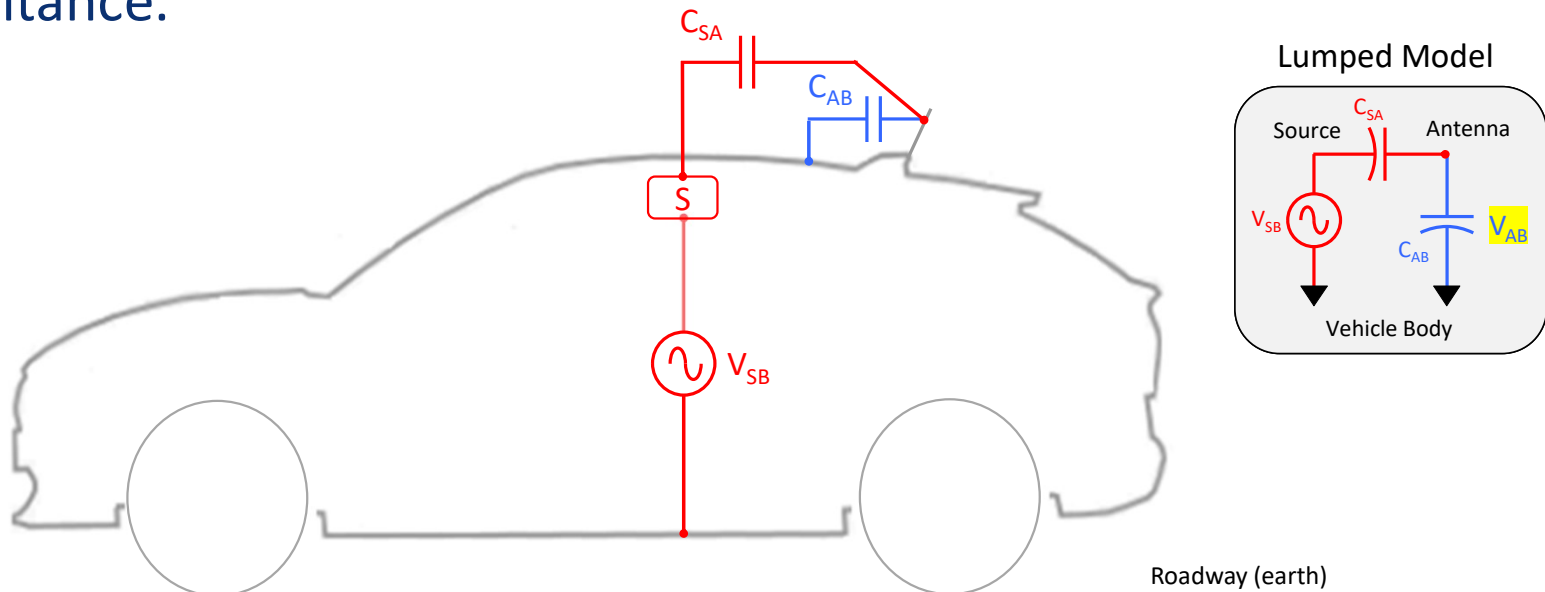 itance.
C_SA
C_AB
S
V_SB
Roadway (earth)
Lumped Model
C_SA
Source
Antenna
V_SB
C_AB
V_AB
Vehicle Body